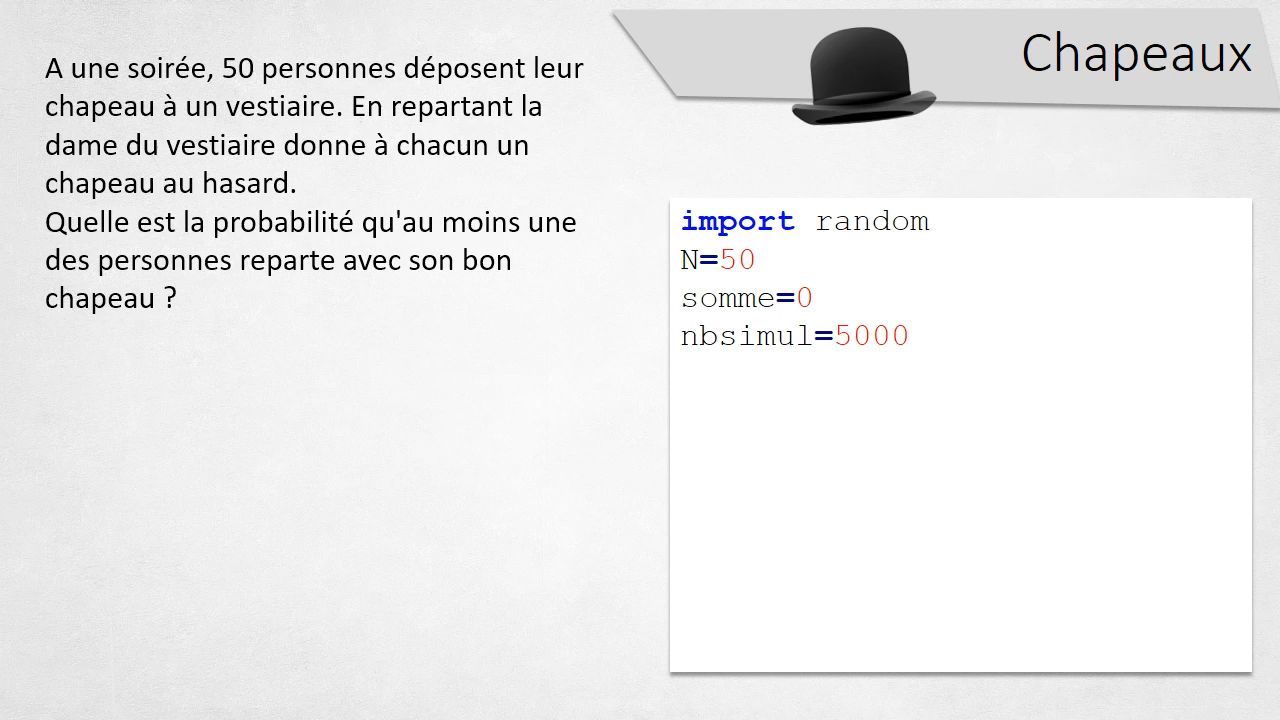 Chapeaux
A une soirée, 50 personnes déposent leur
chapeau à un vestiaire. En repartant la
dame du vestiaire donne à chacun un
chapeau au hasard.
Quelle est la probabilité qu'au moins une
des personnes reparte avec son bon
chapeau ?
import random
N=50
somme=0
nbsimul=5000